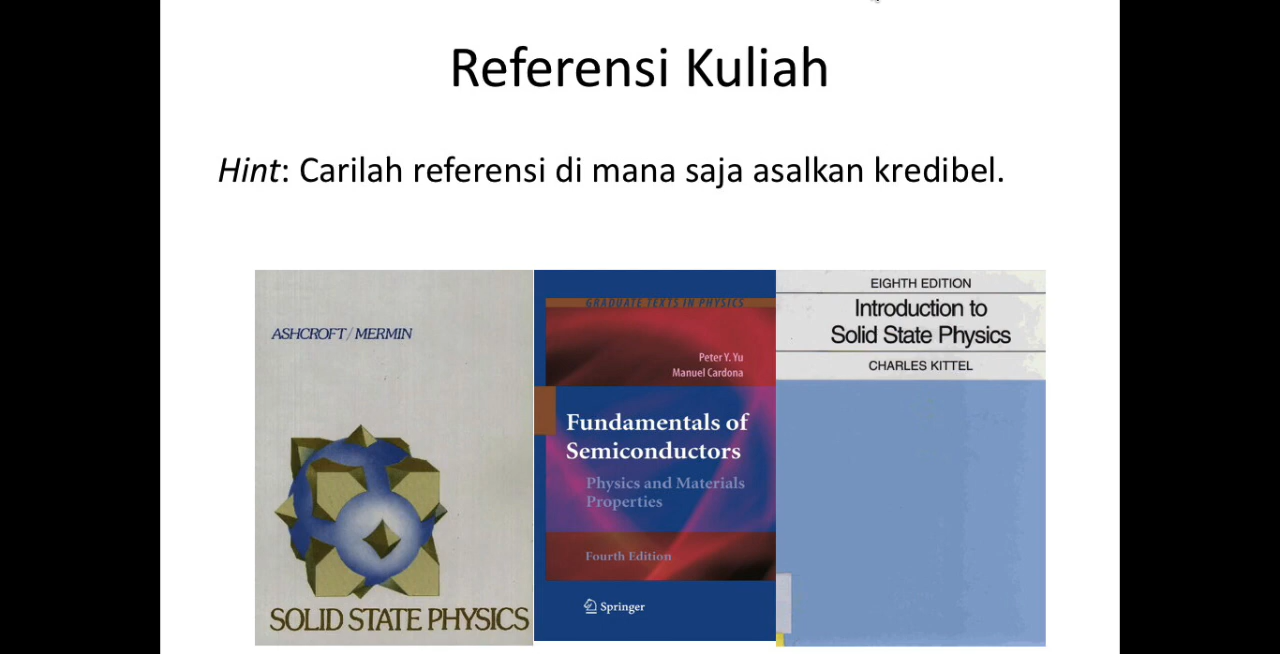 Referensi Kuliah
Hint: Carilah referensi di mana saja asalkan kredibel.
ASHCROFT/MERMIN
SOLID STATE PHYSICS
GRADUATE TEXTS IN PHYSICS
Peter Y. Yu
Manuel Cardona
Fundamentals of
Semiconductors
Physics and Materials
Properties
Fourth Edition
Springer
EIGHTH EDITION
Introduction to
Solid State Physics
CHARLES KITTEL